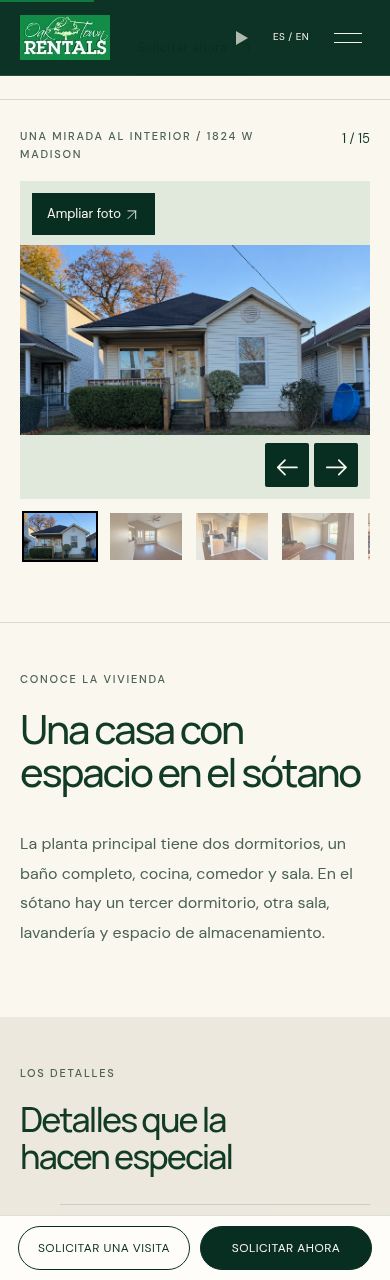 Oak Town
RENTALS
ES / EN
UNA MIRADA AL INTERIOR / 1824 W
MADISON
1 / 15
Ampliar foto
CONOCE LA VIVIENDA
Una casa con
espacio en el sótano
La planta principal tiene dos dormitorios, un
baño completo, cocina, comedor y sala. En el
sótano hay un tercer dormitorio, otra sala,
lavandería y espacio de almacenamiento.
LOS DETALLES
Detalles que la
hacen especial
SOLICITAR UNA VISITA
SOLICITAR AHORA